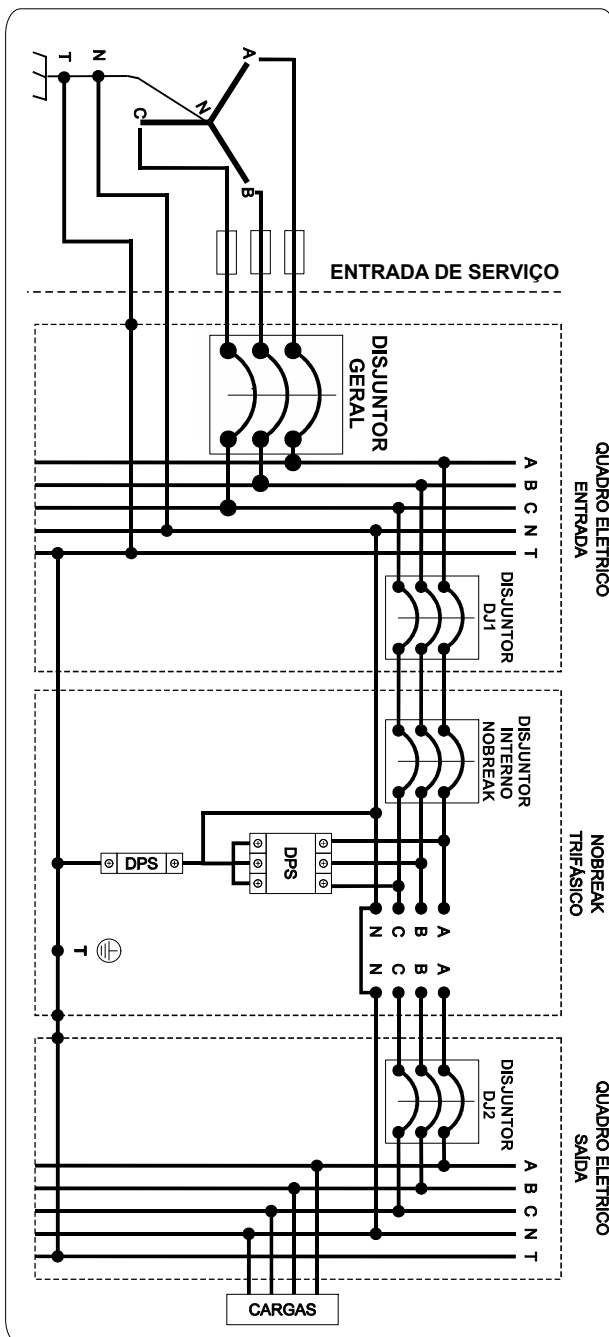 T
N
A
N
C
B
ENTRADA DE SERVIÇO
DISJUNTOR
GERAL
QUADRO ELETRICO
ENTRADA
A
B
C
N
T
DISJUNTOR
DJ1
DISJUNTOR
INTERNO
NOBREAK
NOBREAK
TRIFÁSICO
DPS
DPS
N C B A
N C B A
T
DISJUNTOR
DJ2
QUADRO ELETRICO
SAÍDA
A
B
C
N
T
CARGAS